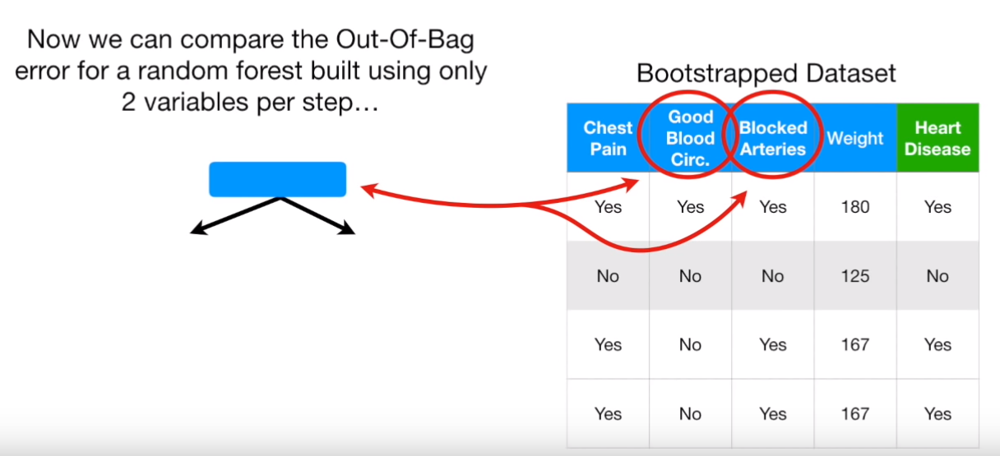 Now we can compare the Out-Of-Bag
error for a random forest built using only
2 variables per step…
Bootstrapped Dataset
Chest Pain Good Blood Circ. Blocked Arteries Weight Heart Disease
Yes Yes Yes 180 Yes
No No No 125 No
Yes No Yes 167 Yes
Yes No Yes 167 Yes